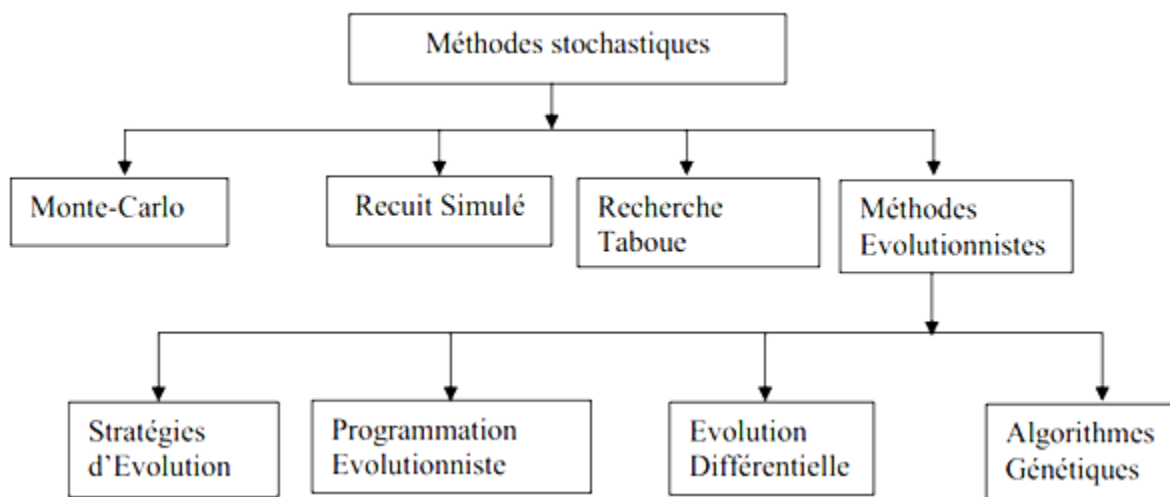 Méthodes stochastiques
Monte-Carlo
Recuit Simulé
Recherche
Taboue
Méthodes
Evolutionnistes
Stratégies
d’Evolution
Programmation
Evolutionniste
Evolution
Différentielle
Algorithmes
Génétiques